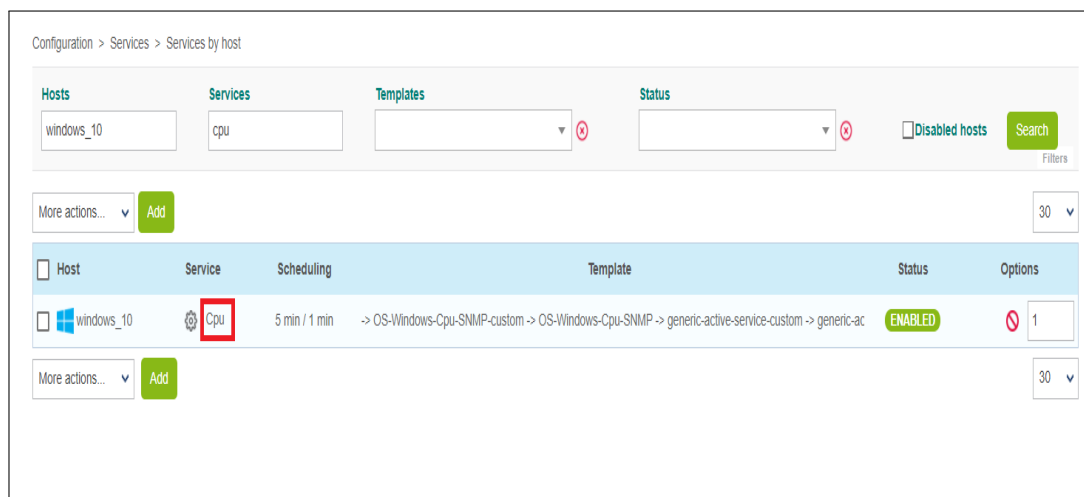 Configuration > Services > Services by host
Hosts Services Templates Status
windows_10 cpu Disabled hosts Search
Filters
More actions... Add 30
Host Service Scheduling Template Status Options
windows_10 Cpu 5 min / 1 min -> OS-Windows-Cpu-SNMP-custom -> OS-Windows-Cpu-SNMP -> generic-active-service-custom -> generic-ac ENABLED 1
More actions... Add 30